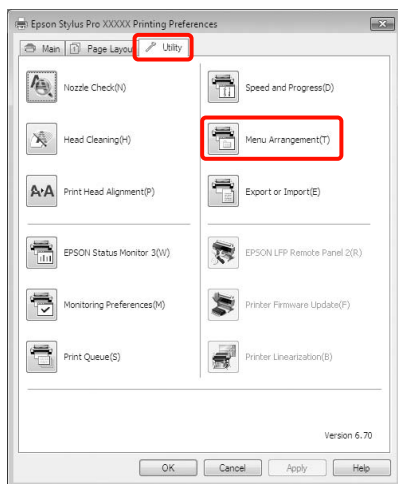 Epson Stylus Pro XXXXX Printing Preferences
Main Page Layou Utility
Nozzle Check(N) Speed and Progress(D)
Head Cleaning(H) Menu Arrangement(T)
Print Head Alignment(P) Export or Import(E)
EPSON Status Monitor 3(W) EPSON LFP Remote Panel 2(R)
Monitoring Preferences(M) Printer Firmware Update(F)
Print Queue(S) Printer Linearization(B)
Version 6.70
OK Cancel Apply Help